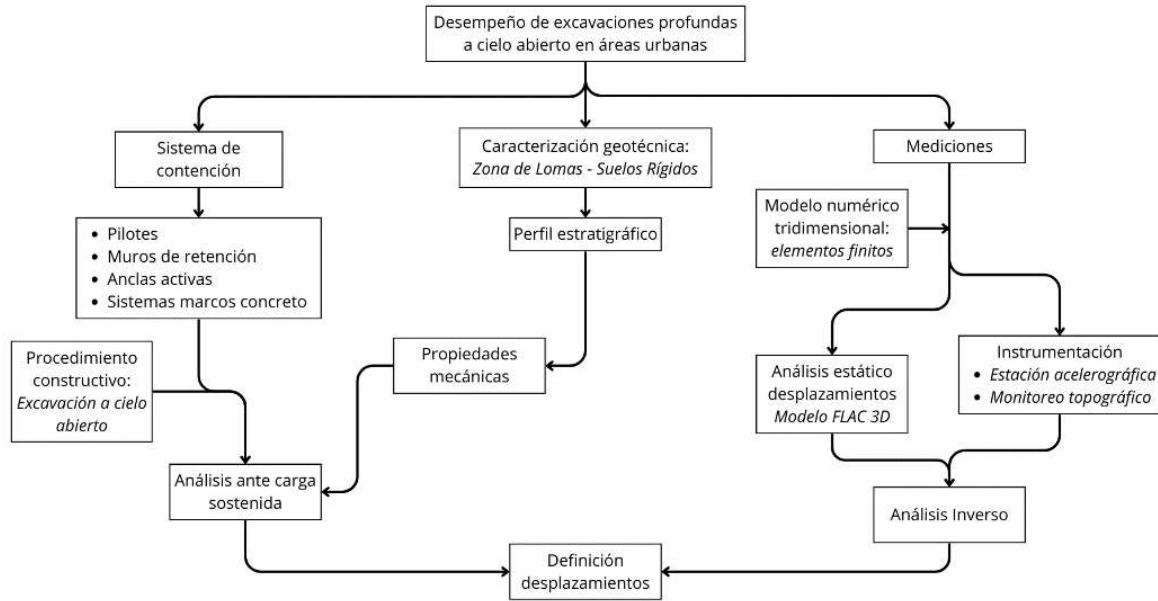 Desempeño de excavaciones profundas
a cielo abierto en áreas urbanas
Sistema de
contención
Caracterización geotécnica:
Zona de Lomas - Suelos Rígidos
Mediciones
• Pilotes
• Muros de retención
• Anclas activas
• Sistemas marcos concreto
Perfil estratigráfico
Modelo numérico
tridimensional:
elementos finitos
Procedimiento
constructivo:
Excavación a cielo
abierto
Propiedades
mecánicas
Análisis estático
desplazamientos
Modelo FLAC 3D
Instrumentación
• Estación acelerográfica
• Monitoreo topográfico
Análisis ante carga
sostenida
Análisis Inverso
Definición
desplazamientos